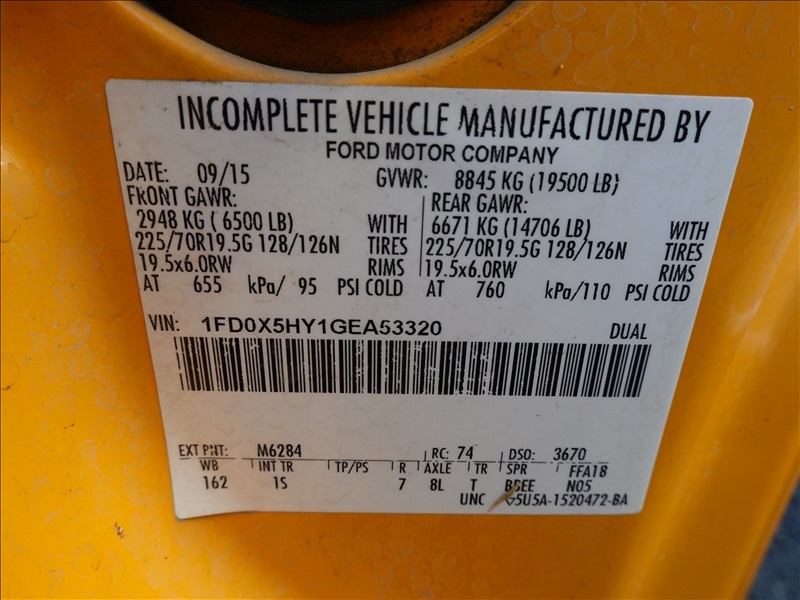 INCOMPLETE VEHICLE MANUFACTURED BY
FORD MOTOR COMPANY
DATE: 09/15 GVWR: 8845 KG (19500 LB)
FRONT GAWR: REAR GAWR:
2948 KG ( 6500 LB) WITH 6671 KG (14706 LB) WITH
225/70R19.5G 128/126N TIRES 225/70R19.5G 128/126N TIRES
19.5x6.0RW RIMS 19.5x6.0RW RIMS
AT 655 kPa/ 95 PSI COLD AT 760 kPa/110 PSI COLD
VIN: 1FD0X5HY1GEA53320 DUAL
EXT PNT: M6284 RC: 74 DSO: 3670
WB INT TR TP/PS R AXLE TR SPR FFA18
162 1S 7 8L T N05
UNC G5U5A-1520472-BA